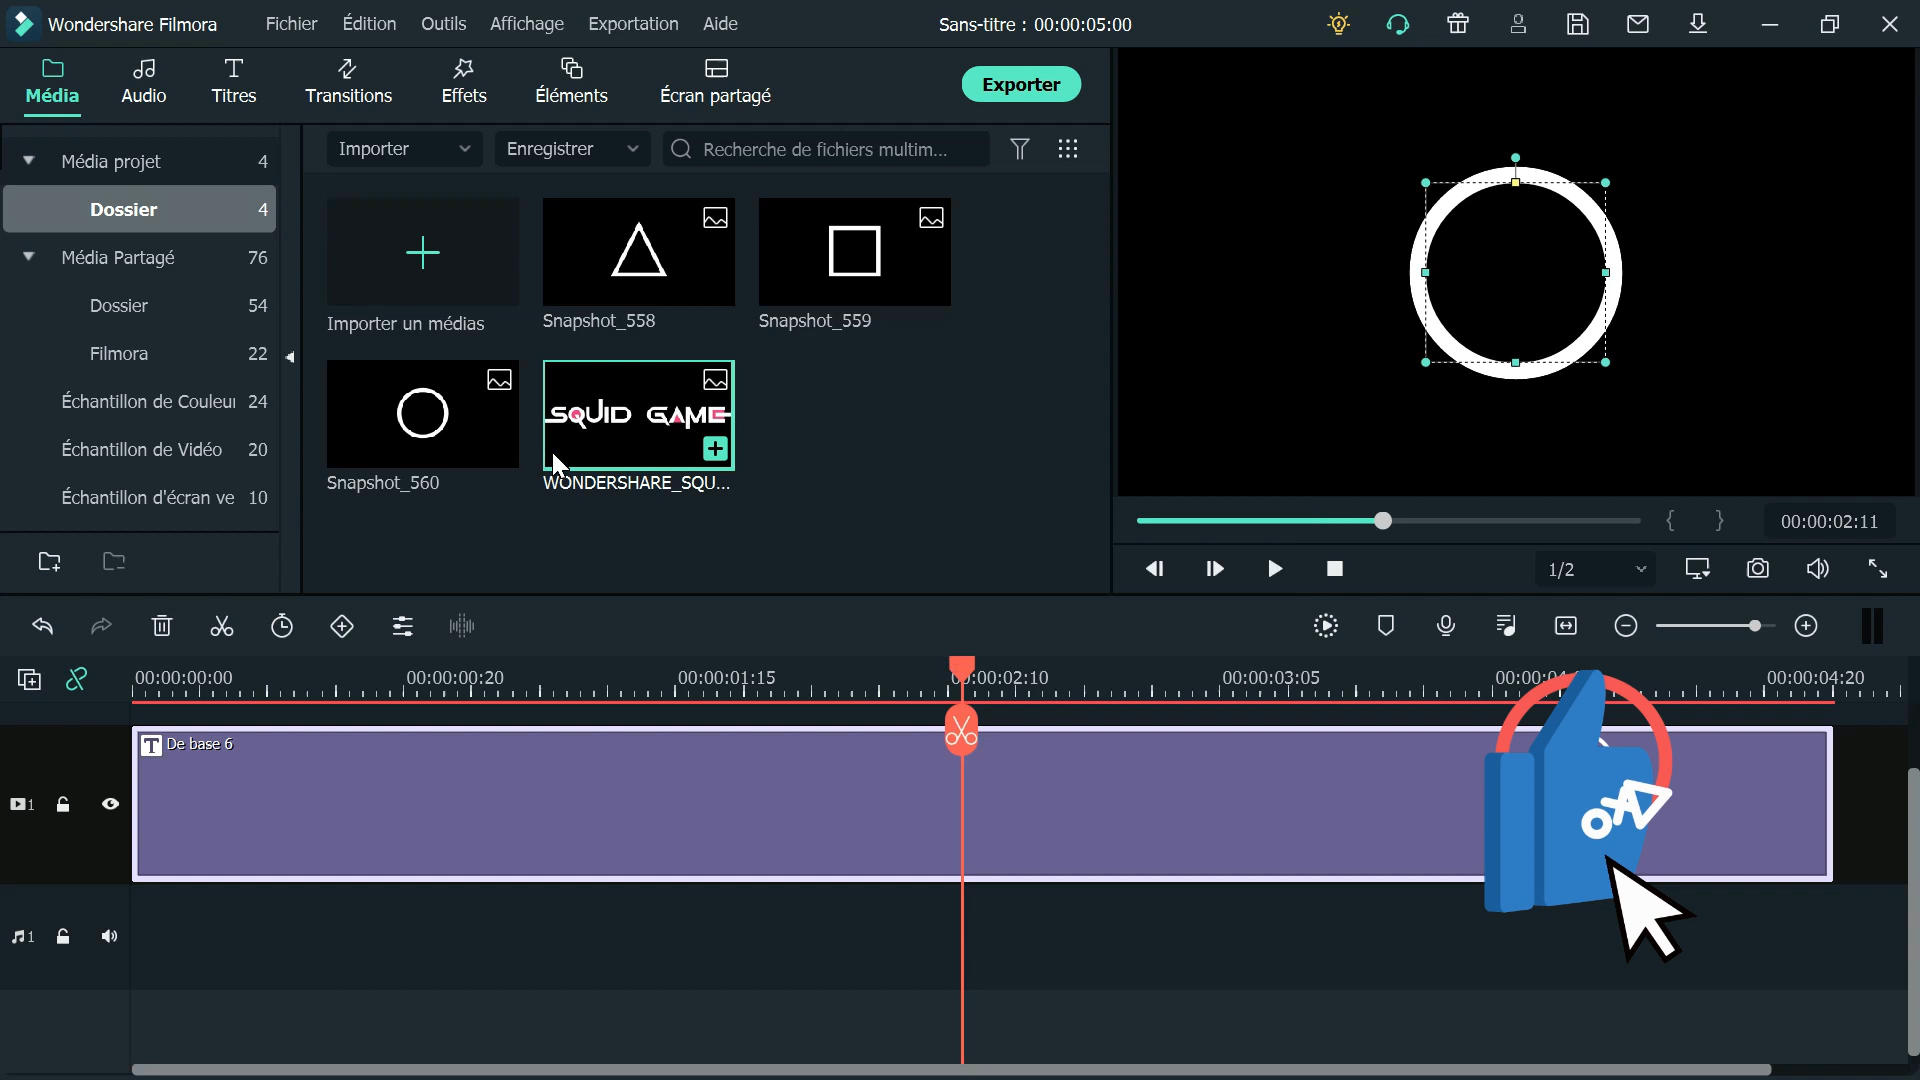 Wondershare Filmora
Fichier Édition Outils Affichage Exportation Aide
Sans-titre : 00:00:05:00
Média Audio Titres Transitions Effets Éléments Écran partagé
Exporter
Média projet 4
Dossier 4
Média Partagé 76
Dossier 54
Filmora 22
Échantillon de Couleur 24
Échantillon de Vidéo 20
Échantillon d'écran ve 10
Importer
Enregistrer
Recherche de fichiers multim...
Importer un médias
Snapshot_558
Snapshot_559
Snapshot_560
SQUID GAME
WONDERSHARE_SQU...
{ }
00:00:02:11
1/2
00:00:00:00 00:00:00:20 00:00:01:15 00:00:02:10 00:00:03:05 00:00:04:20
T De base 6
1
1